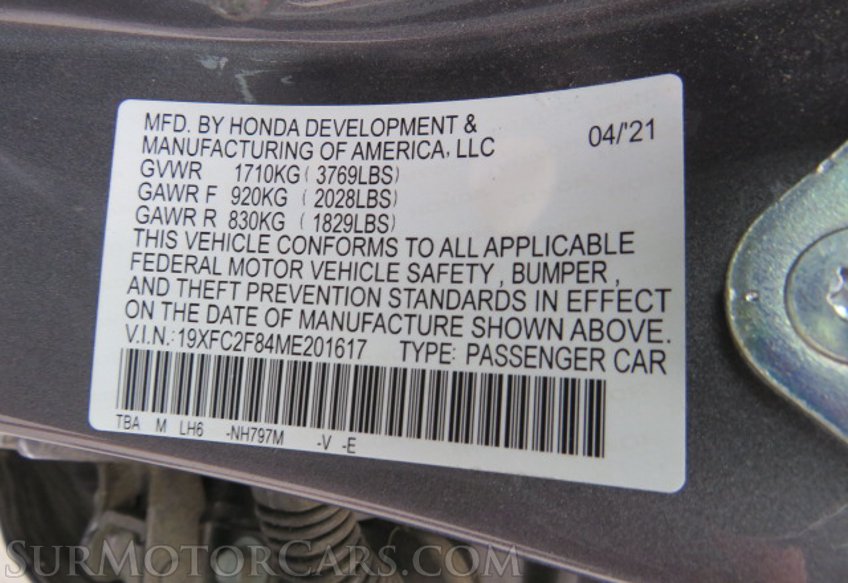 MFD. BY HONDA DEVELOPMENT &
MANUFACTURING OF AMERICA, LLC 04/'21
GVWR 1710KG ( 3769LBS)
GAWR F 920KG ( 2028LBS)
GAWR R 830KG ( 1829LBS)
THIS VEHICLE CONFORMS TO ALL APPLICABLE
FEDERAL MOTOR VEHICLE SAFETY , BUMPER ,
AND THEFT PREVENTION STANDARDS IN EFFECT
ON THE DATE OF MANUFACTURE SHOWN ABOVE.
V.I.N.:19XFC2F84ME201617 TYPE: PASSENGER CAR
TBA M LH6 -NH797M -V -E
SurMotorCars.com